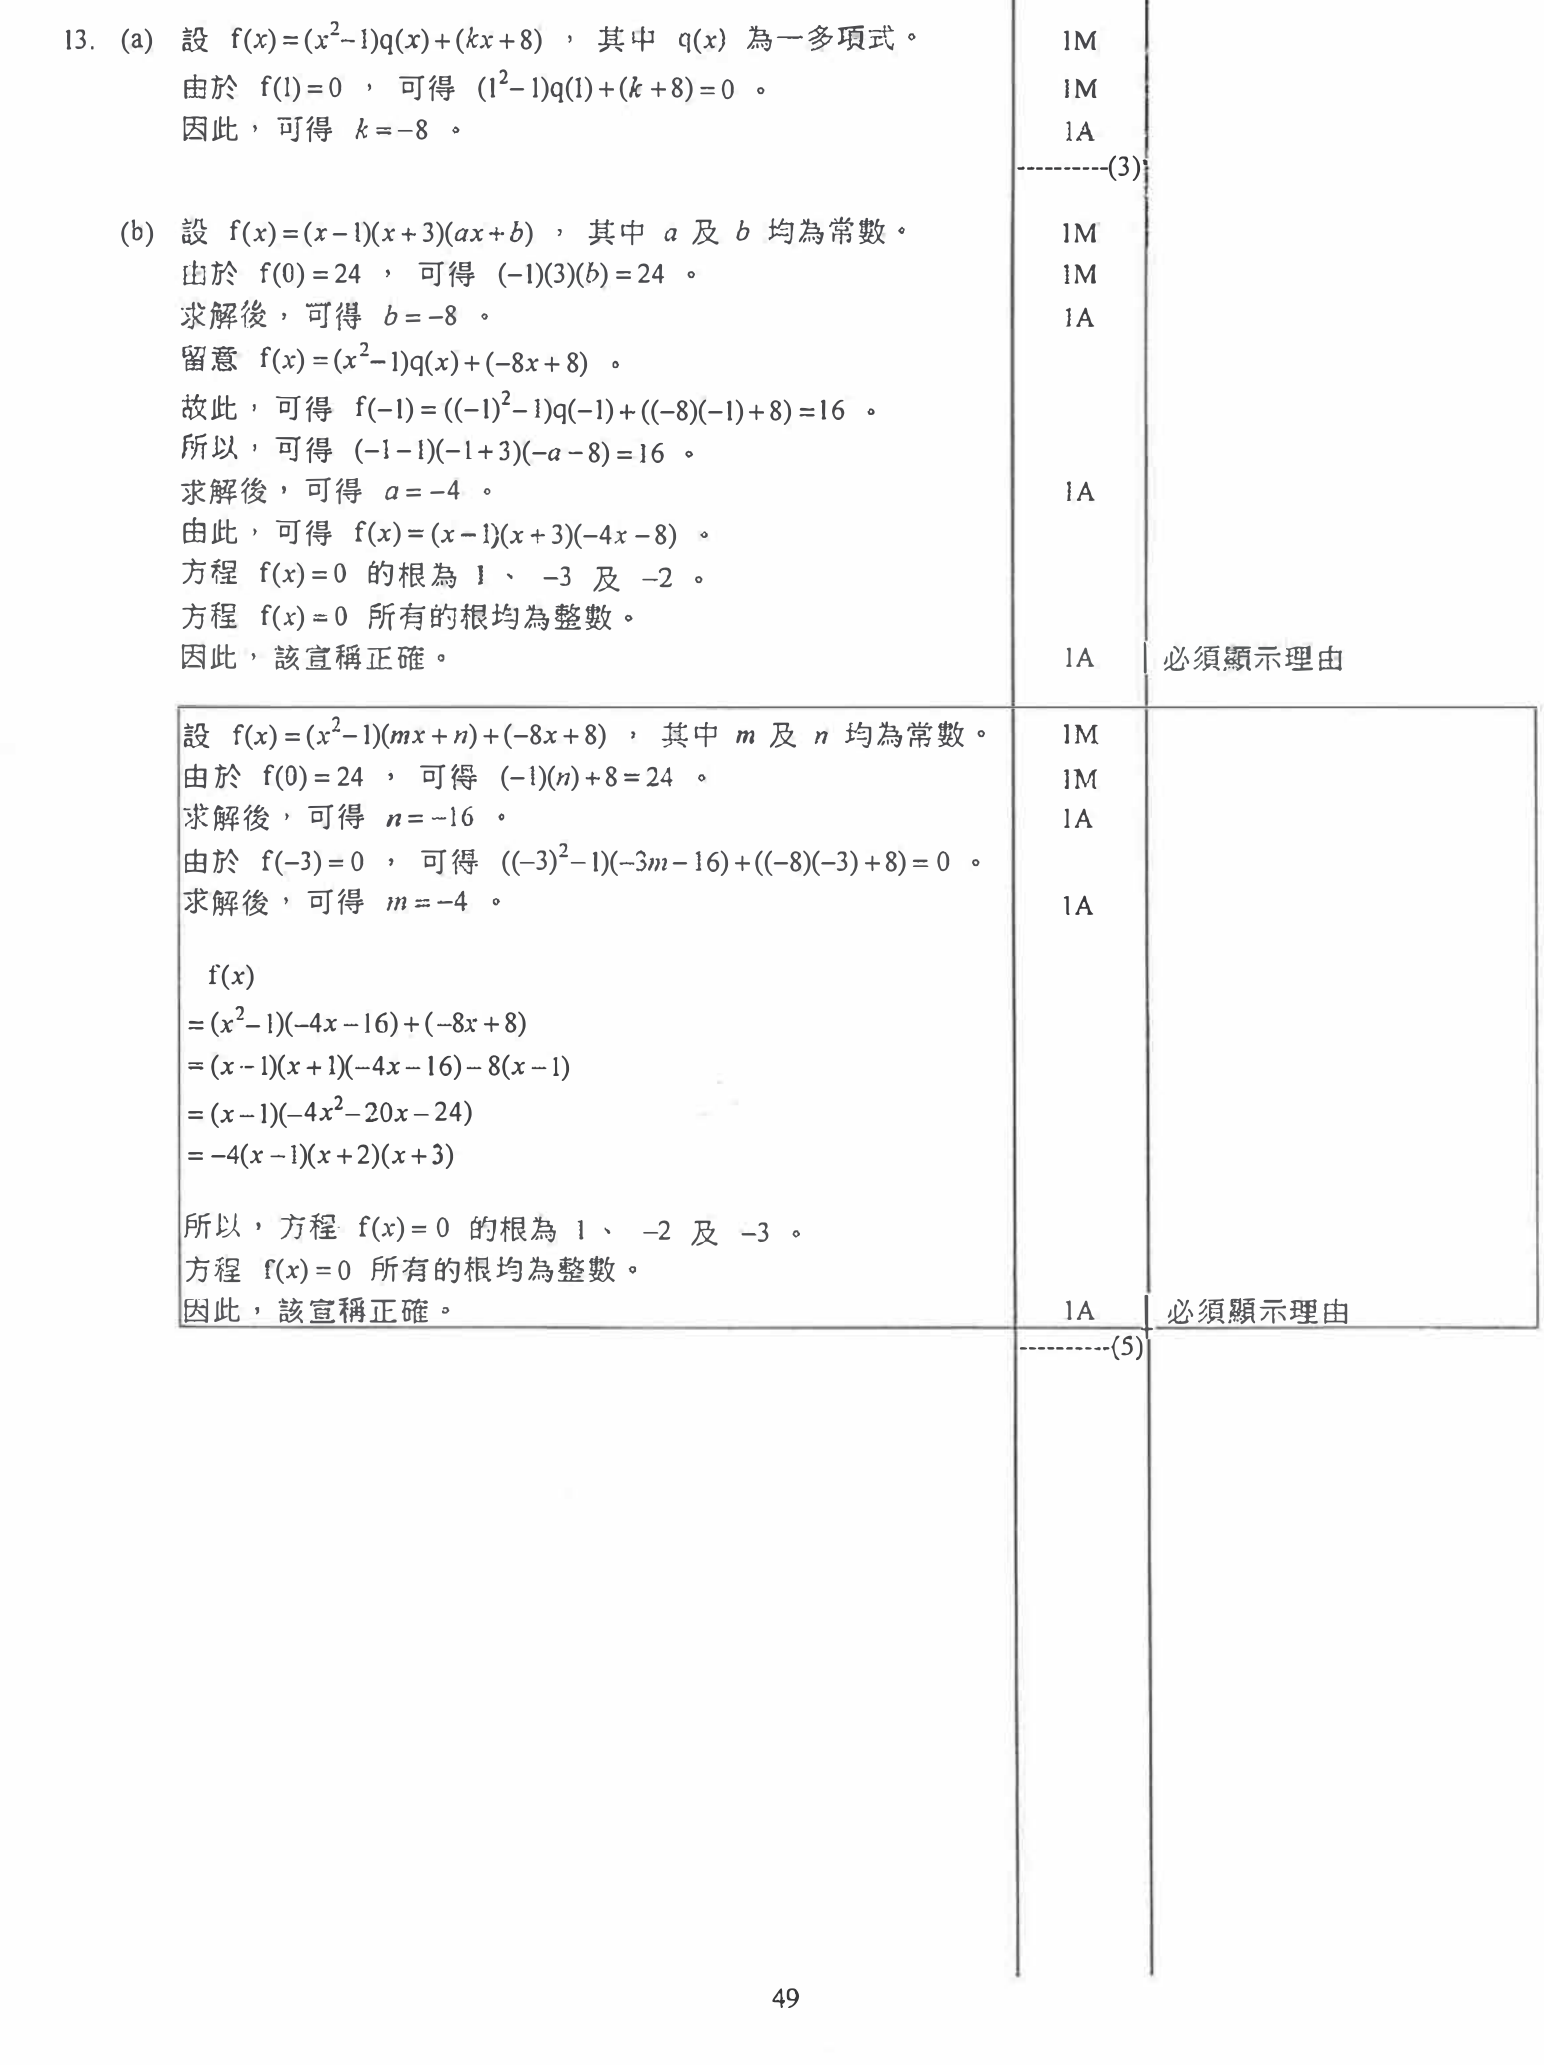 13. (a) 設 f(x)=(x²−1)q(x)+(kx+8) ， 其中 q(x) 為一多項式。 1M
由於 f(1)=0 ， 可得 (1²−1)q(1)+(k+8)=0 。 1M
因此，可得 k=−8 。 1A
----------(3)
(b) 設 f(x)=(x−1)(x+3)(ax+b) ， 其中 a 及 b 均為常數。 1M
由於 f(0)=24 ， 可得 (−1)(3)(b)=24 。 1M
求解後，可得 b=−8 。 1A
留意 f(x)=(x²−1)q(x)+(−8x+8) 。
故此，可得 f(−1)=((−1)²−1)q(−1)+((−8)(−1)+8)=16 。
所以，可得 (−1−1)(−1+3)(−a−8)=16 。
求解後，可得 a=−4 。 1A
由此，可得 f(x)=(x−1)(x+3)(−4x−8) 。
方程 f(x)=0 的根為 1 、 −3 及 −2 。
方程 f(x)=0 所有的根均為整數。
因此，該宣稱正確。 1A 必須顯示理由
設 f(x)=(x²−1)(mx+n)+(−8x+8) ， 其中 m 及 n 均為常數。 1M
由於 f(0)=24 ， 可得 (−1)(n)+8=24 。 1M
求解後，可得 n=−16 。 1A
由於 f(−3)=0 ， 可得 ((−3)²−1)(−3m−16)+((−8)(−3)+8)=0 。
求解後，可得 m=−4 。 1A
f(x)
=(x²−1)(−4x−16)+(−8x+8)
=(x−1)(x+1)(−4x−16)−8(x−1)
=(x−1)(−4x²−20x−24)
=−4(x−1)(x+2)(x+3)
所以，方程 f(x)=0 的根為 1 、 −2 及 −3 。
方程 f(x)=0 所有的根均為整數。
因此，該宣稱正確。 1A 必須顯示理由
----------(5)
49